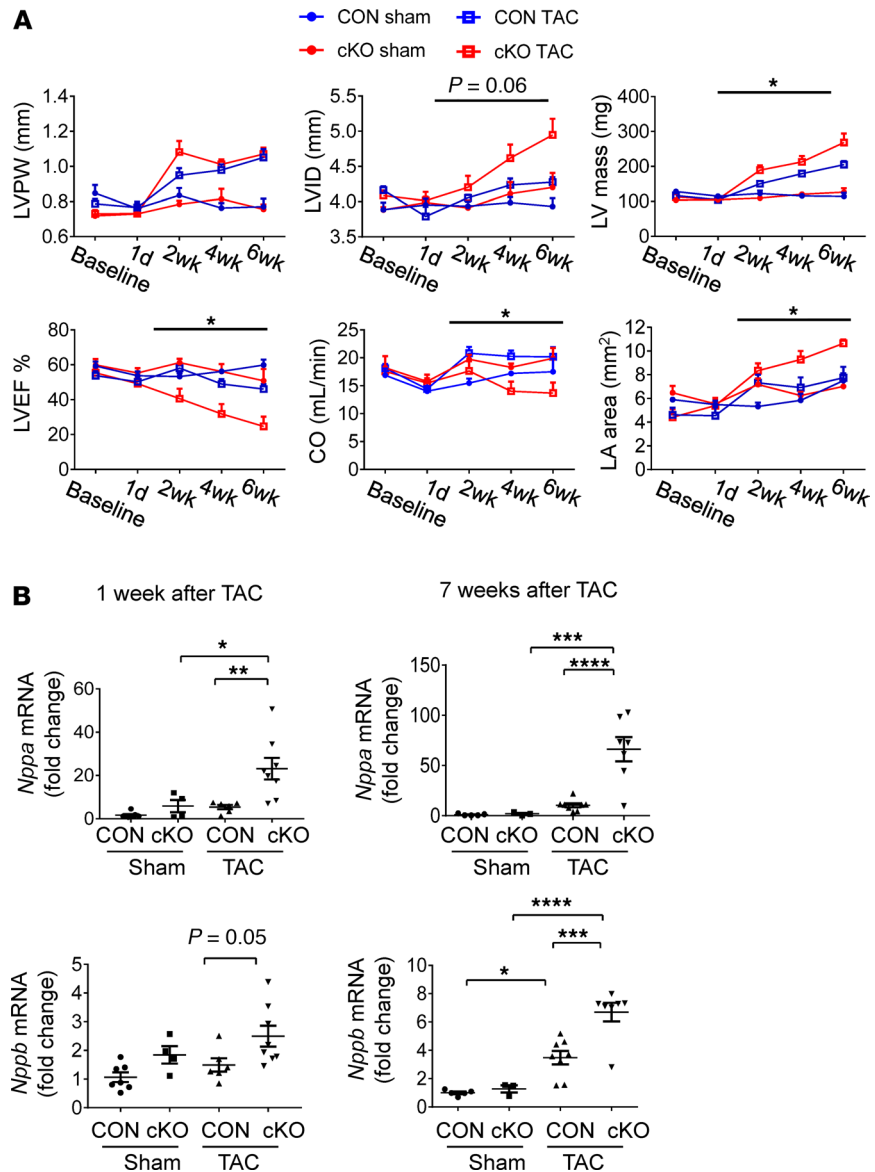 A
CON sham
CON TAC
cKO sham
cKO TAC
LVPW (mm)
1.4
1.2
1.0
0.8
0.6
Baseline
1d
2wk
4wk
6wk
P = 0.06
LVID (mm)
5.5
5.0
4.5
4.0
3.5
Baseline
1d
2wk
4wk
6wk
*
LV mass (mg)
400
300
200
100
0
Baseline
1d
2wk
4wk
6wk
*
LVEF %
80
60
40
20
0
Baseline
1d
2wk
4wk
6wk
*
CO (mL/min)
25
20
15
10
5
0
Baseline
1d
2wk
4wk
6wk
*
LA area (mm²)
12
10
8
6
4
2
0
Baseline
1d
2wk
4wk
6wk
B
1 week after TAC
7 weeks after TAC
*
**
Nppa mRNA
(fold change)
60
40
20
0
CON
cKO
CON
cKO
Sham
TAC
***
****
Nppa mRNA
(fold change)
150
100
50
0
CON
cKO
CON
cKO
Sham
TAC
P = 0.05
Nppb mRNA
(fold change)
5
4
3
2
1
0
CON
cKO
CON
cKO
Sham
TAC
****
***
*
Nppb mRNA
(fold change)
8
6
4
2
0
CON
cKO
CON
cKO
Sham
TAC